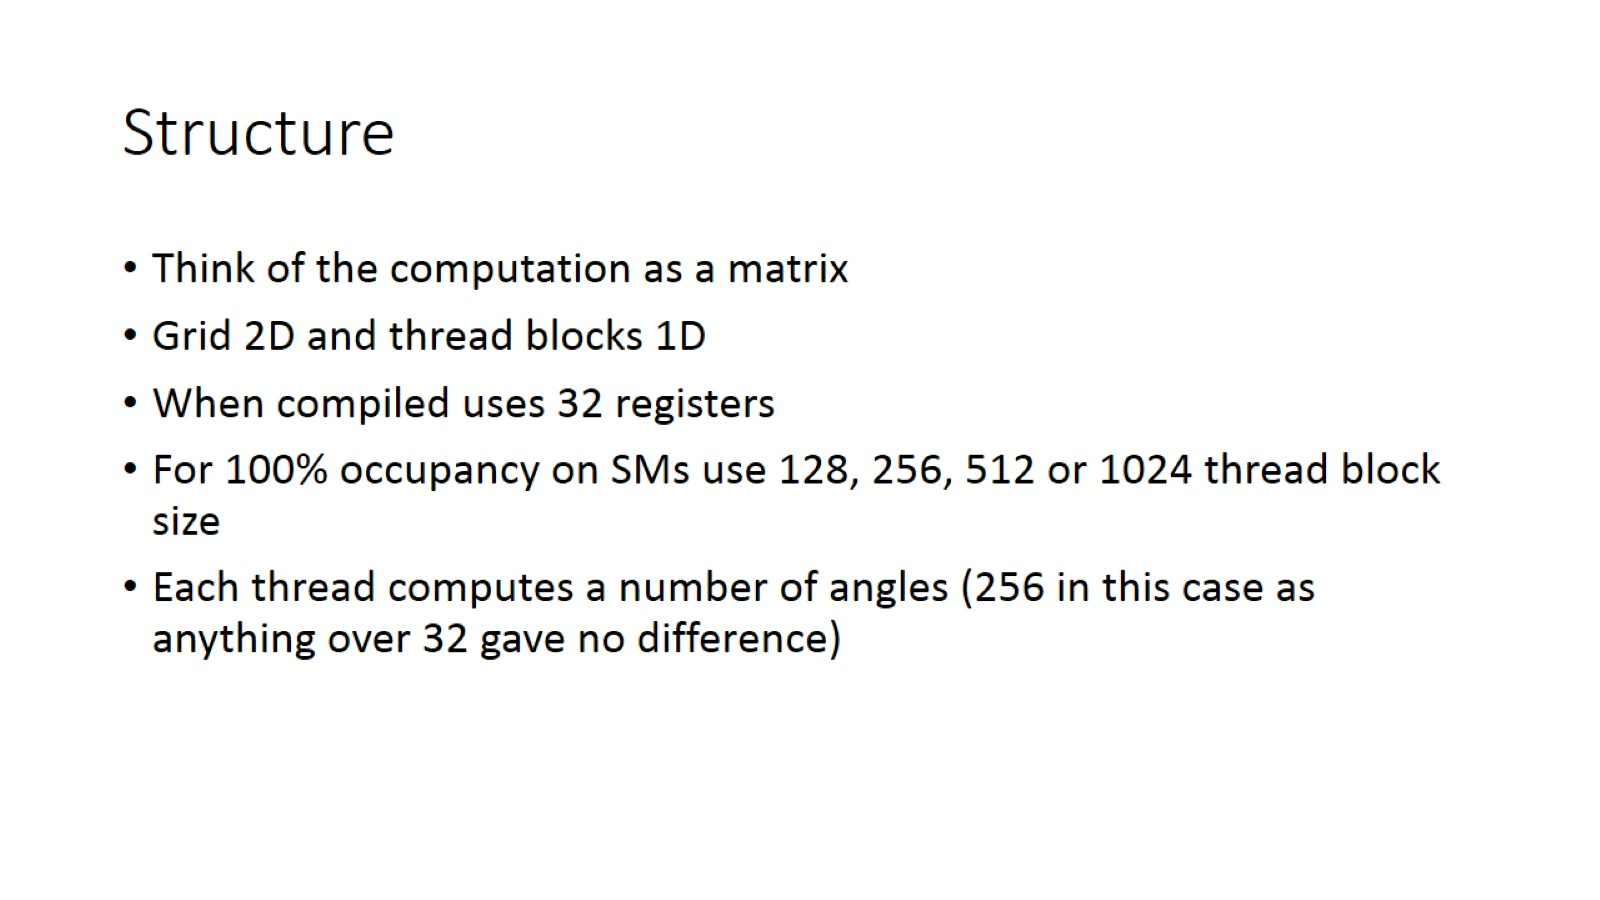 Structure
• Think of the computation as a matrix
• Grid 2D and thread blocks 1D
• When compiled uses 32 registers
• For 100% occupancy on SMs use 128, 256, 512 or 1024 thread block
size
• Each thread computes a number of angles (256 in this case as
anything over 32 gave no difference)